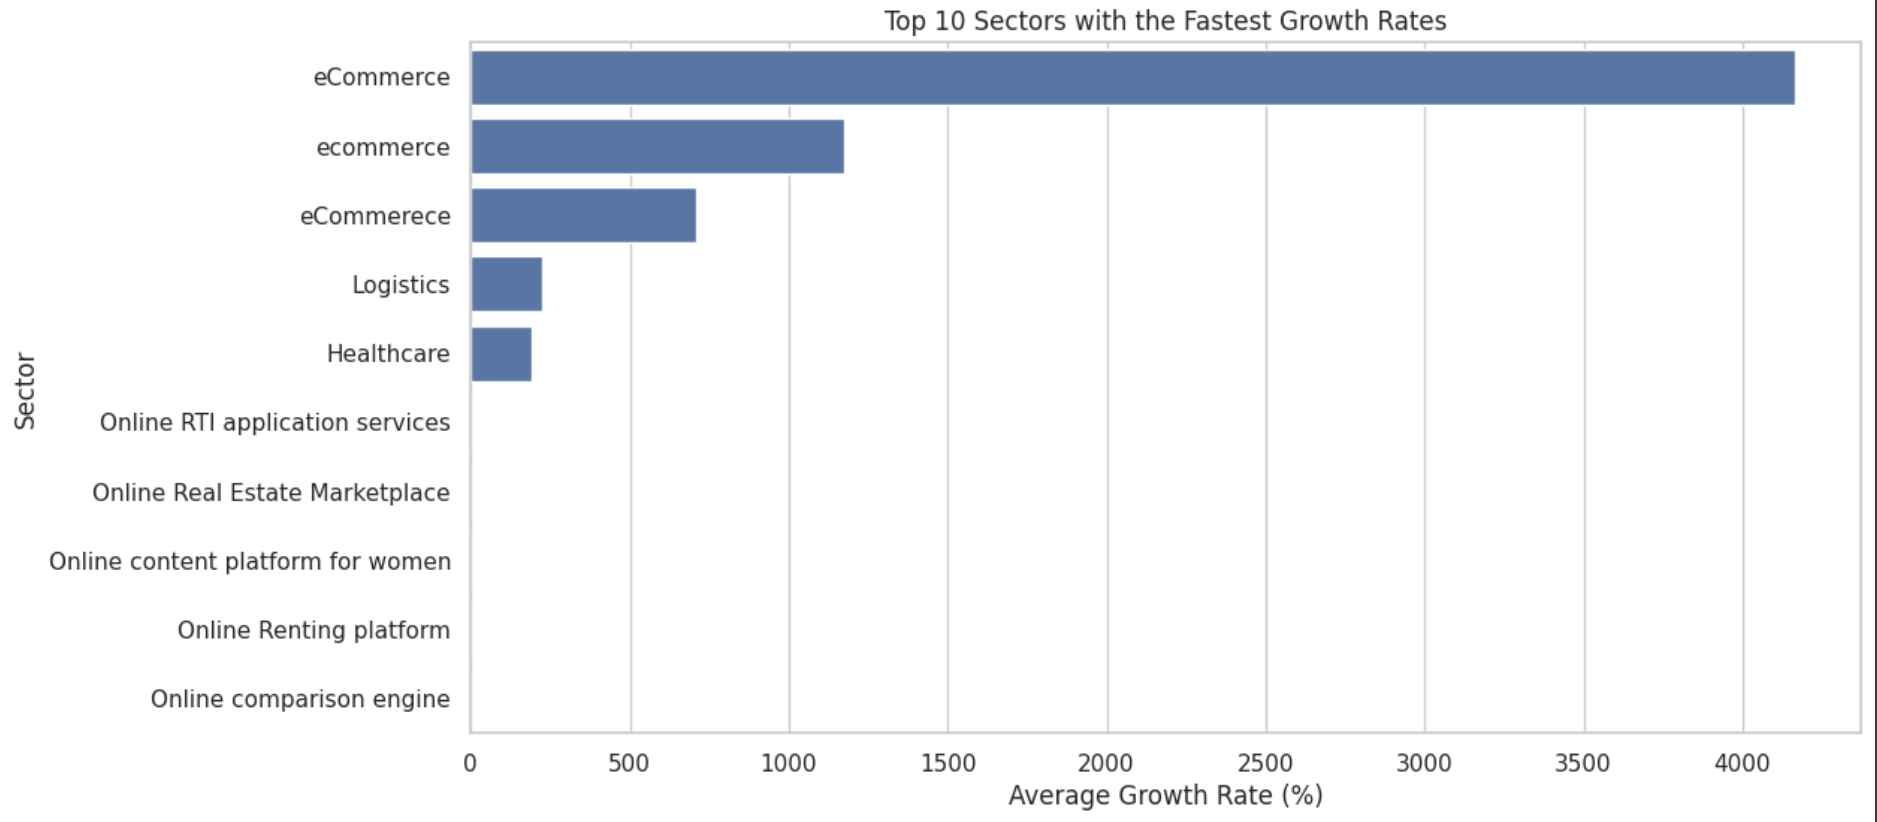 Top 10 Sectors with the Fastest Growth Rates
eCommerce
ecommerce
eCommerece
Logistics
Healthcare
Online RTI application services
Online Real Estate Marketplace
Online content platform for women
Online Renting platform
Online comparison engine
Sector
0 500 1000 1500 2000 2500 3000 3500 4000
Average Growth Rate (%)